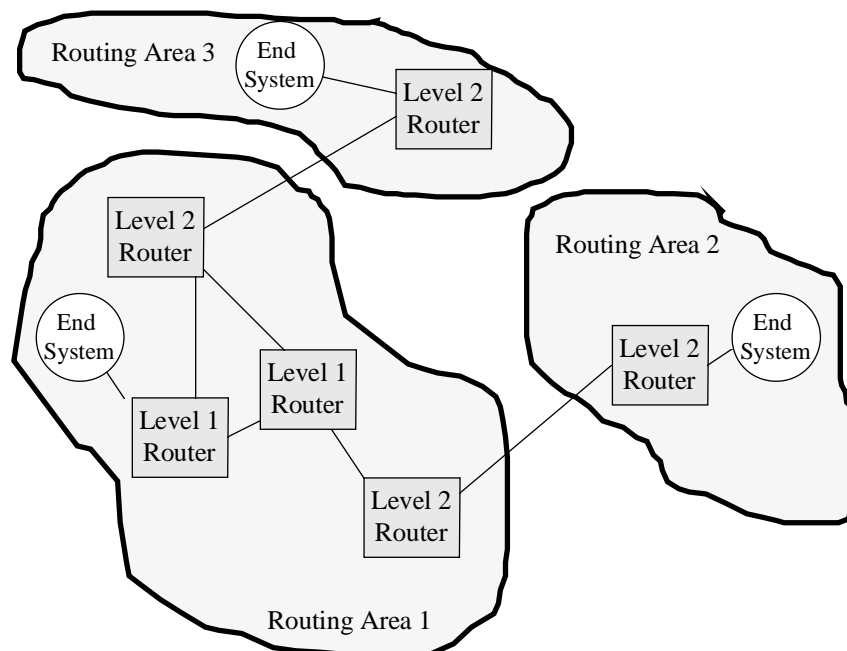 Routing Area 3
End
System
Level 2
Router
Level 2
Router
Routing Area 2
End
System
Level 2
Router
End
System
Level 1
Router
Level 1
Router
Level 2
Router
Routing Area 1